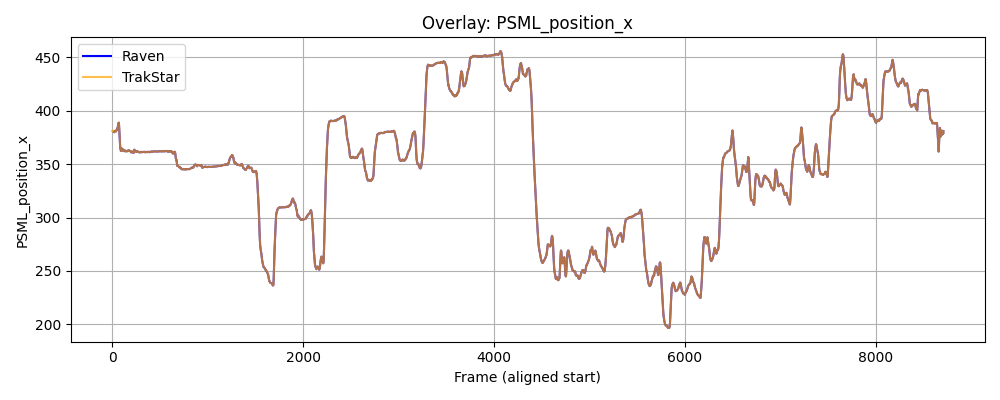 Overlay: PSML_position_x
Raven
TrakStar
PSML_position_x
450
400
350
300
250
200
0
2000
4000
6000
8000
Frame (aligned start)